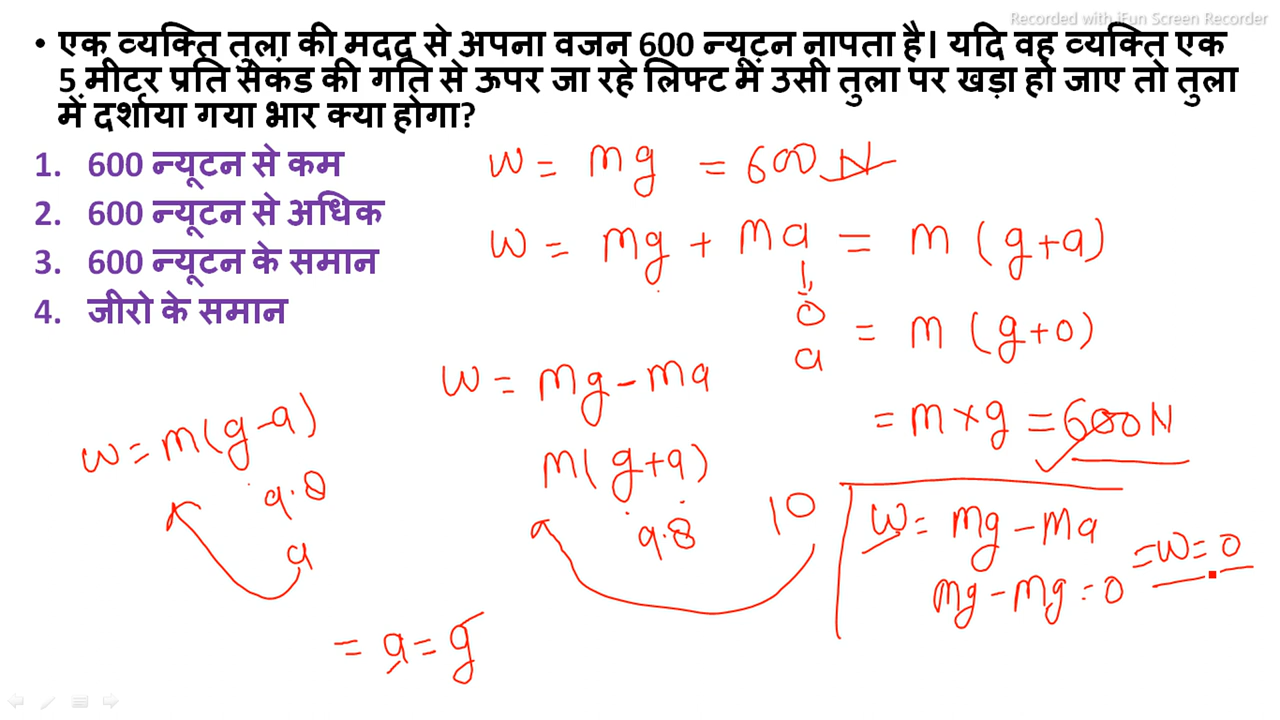 Recorded with iFun Screen Recorder
• एक व्यक्ति तुला की मदद से अपना वजन 600 न्यूटन नापता है। यदि वह व्यक्ति एक
5 मीटर प्रति सेकंड की गति से ऊपर जा रहे लिफ्ट में उसी तुला पर खड़ा हो जाए तो तुला
में दर्शाया गया भार क्या होगा?
1. 600 न्यूटन से कम
2. 600 न्यूटन से अधिक
3. 600 न्यूटन के समान
4. जीरो के समान
W = mg = 600 N
W = mg + ma = m (g+a)
0
a
= m (g+0)
W = mg - ma
= m × g = 600 N
W = m(g-a)
9.8
a
m(g+a)
9.8
10
W = mg - ma
mg - mg = 0
= W = 0
= a = g